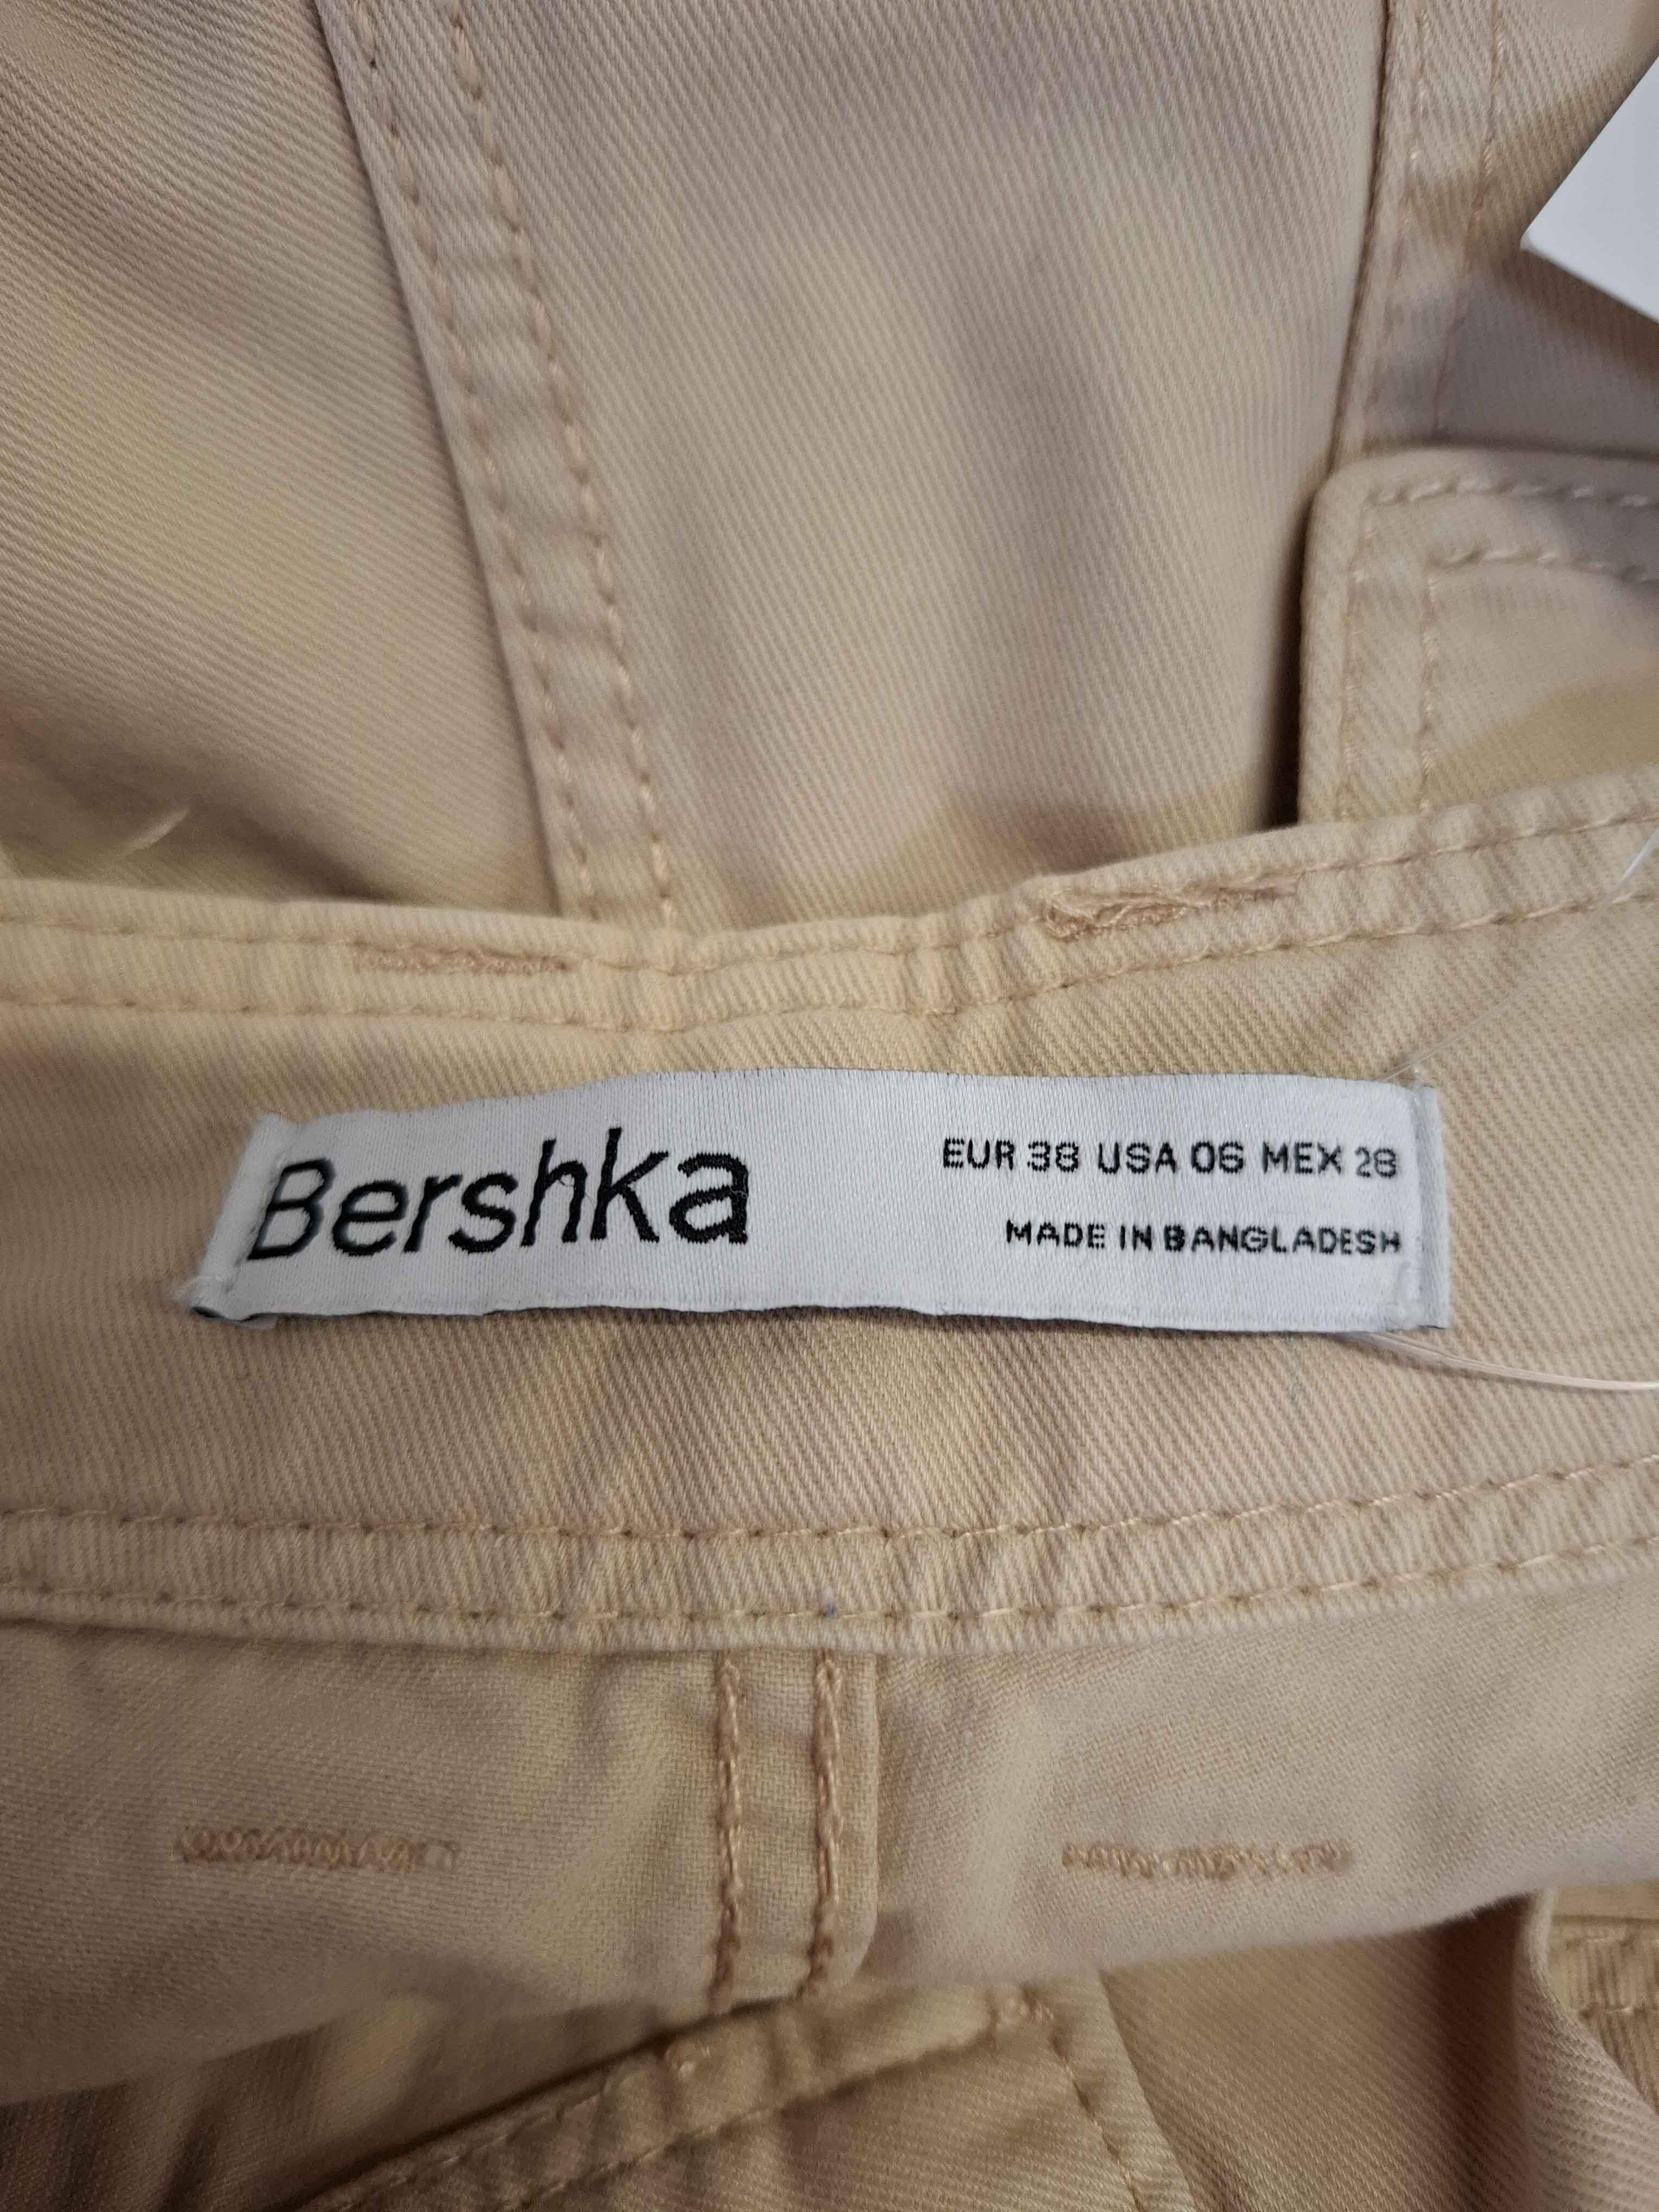 Bershka
EUR 38 USA 06 MEX 28
MADE IN BANGLADESH